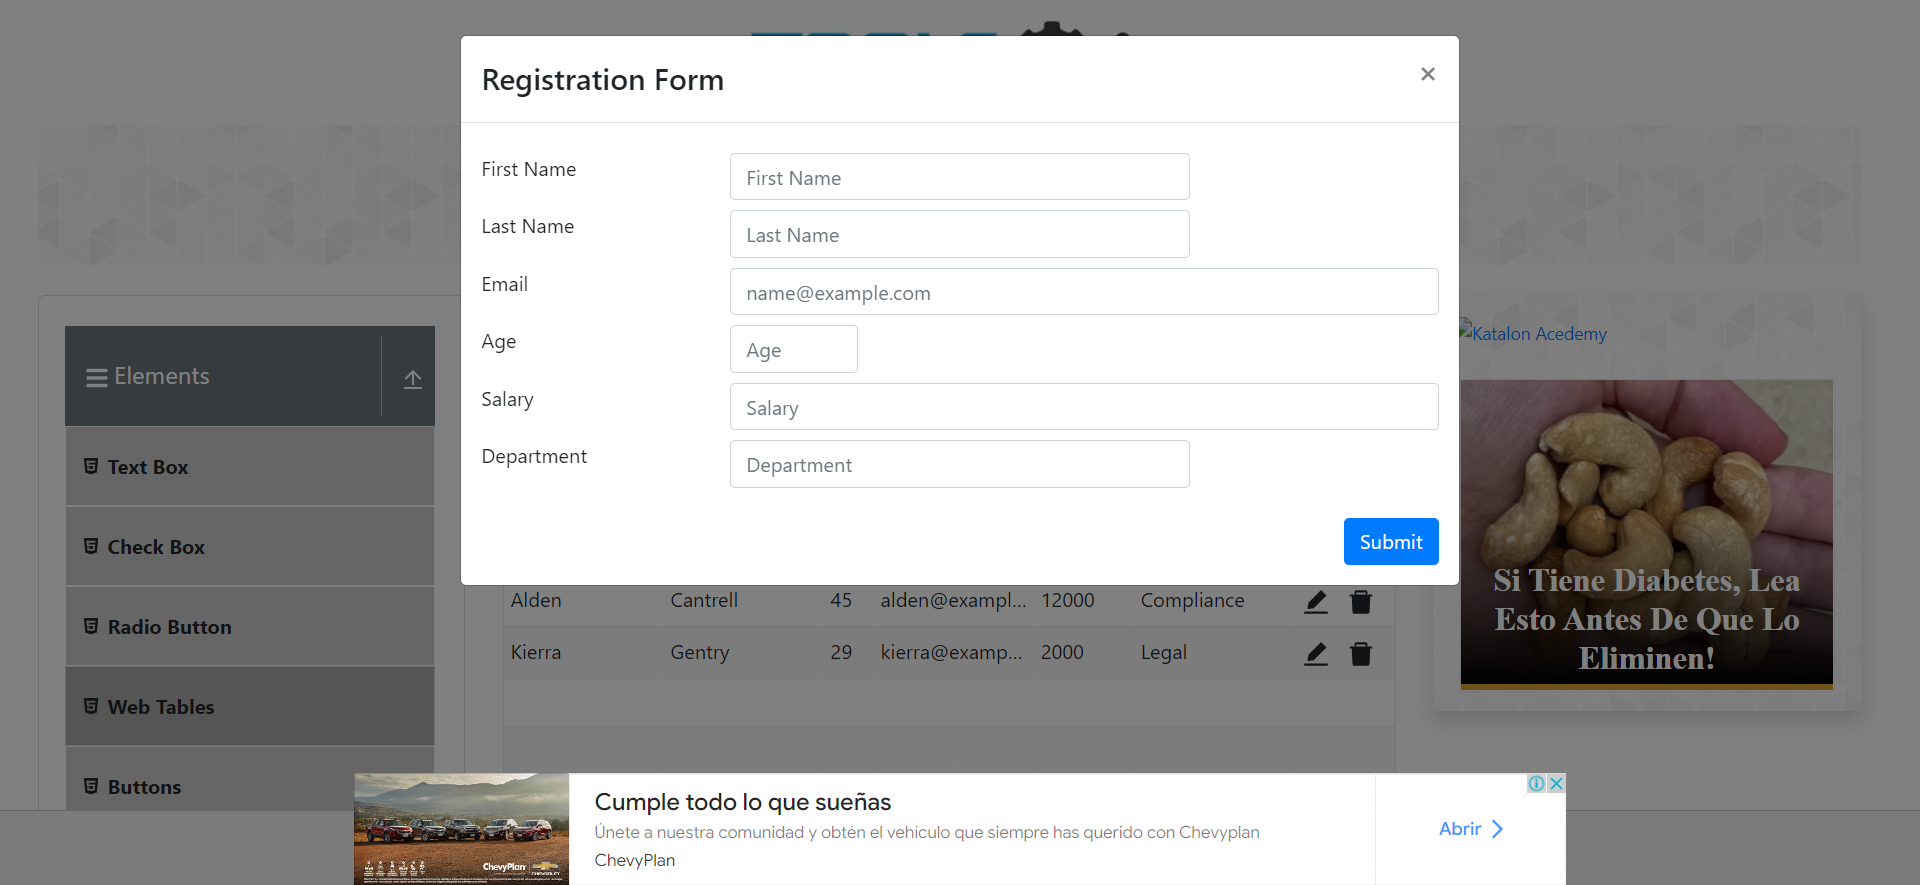 Registration Form
×
First Name
First Name
Last Name
Last Name
Email
name@example.com
Age
Age
Salary
Salary
Department
Department
Submit
Elements
Text Box
Check Box
Radio Button
Web Tables
Buttons
Alden Cantrell 45 alden@exampl... 12000 Compliance
Kierra Gentry 29 kierra@examp... 2000 Legal
Katalon Acedemy
Si Tiene Diabetes, Lea
Esto Antes De Que Lo
Eliminen!
Cumple todo lo que sueñas
Únete a nuestra comunidad y obtén el vehículo que siempre has querido con Chevyplan
ChevyPlan
Abrir
ChevyPlan
CHEVROLET